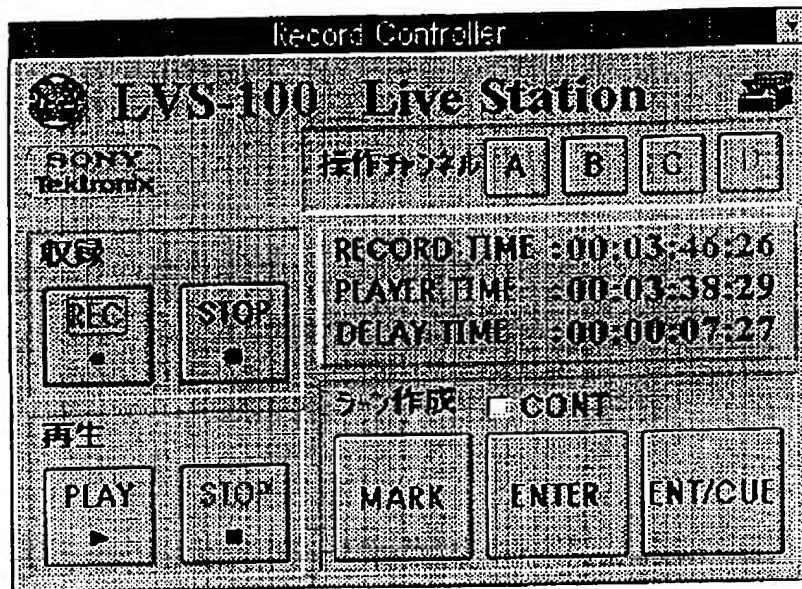 Record Controller
LVS-100 Live Station
SONY
Tektronix
操作チャンネル A B C D
収録
REC STOP
RECORD TIME :00:03:46:26
PLAYER TIME :00:03:38:29
DELAY TIME :00:00:07:27
再生
PLAY STOP
シーン作成 CONT
MARK ENTER ENT/CUE